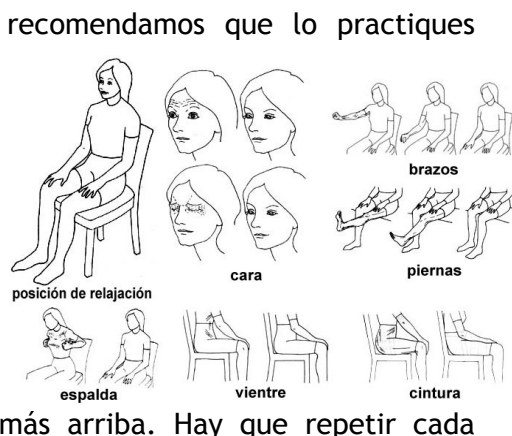 recomendamos que lo practiques
brazos
cara
piernas
posición de relajación
espalda
vientre
cintura
más arriba. Hay que repetir cada